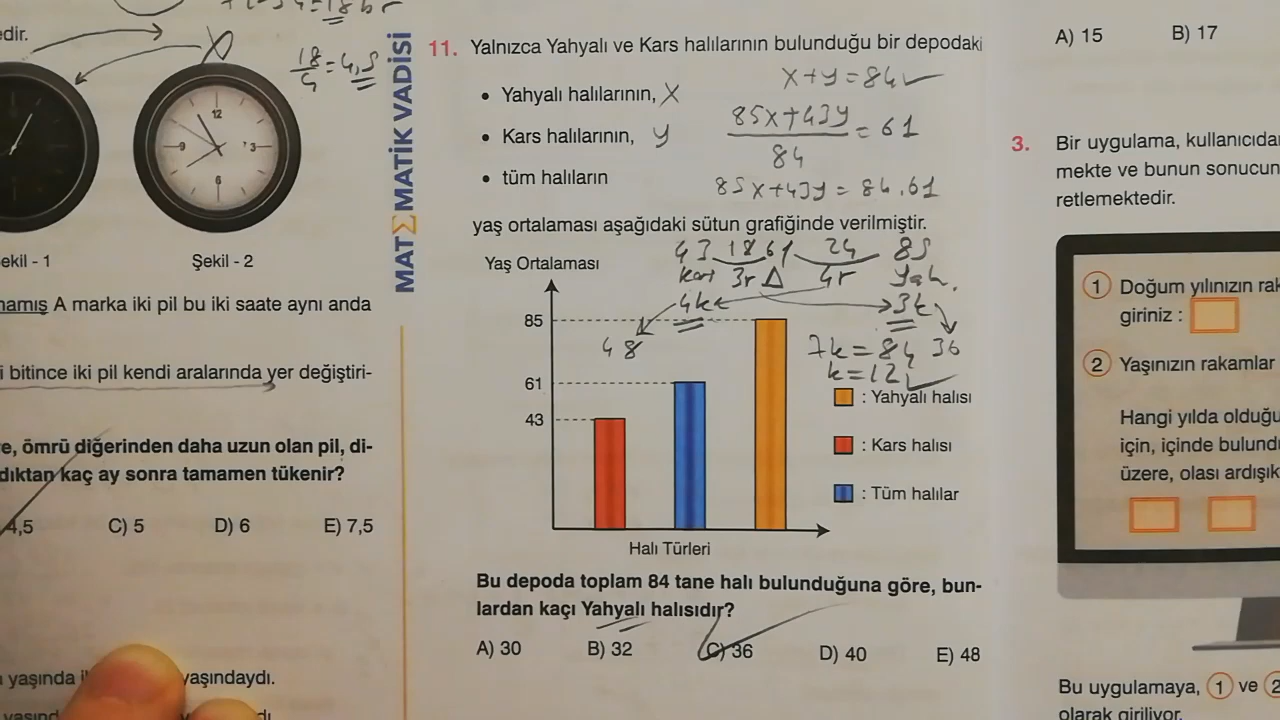 edir.
18/4 = 4,5
12
9
3
6
ekil - 1
Şekil - 2
namış A marka iki pil bu iki saate aynı anda
i bitince iki pil kendi aralarında yer değiştiri-
e, ömrü diğerinden daha uzun olan pil, di-
dıktan kaç ay sonra tamamen tükenir?
4,5 C) 5 D) 6 E) 7,5
yaşında
yaşındaydı.
MATΣMATİK VADİSİ
11. Yalnızca Yahyalı ve Kars halılarının bulunduğu bir depodaki
x+y=84
• Yahyalı halılarının, x
• Kars halılarının, y
85x+43y / 84 = 61
• tüm halıların
85x+43y = 84.61
yaş ortalaması aşağıdaki sütun grafiğinde verilmiştir.
43 18 61 24 85
Kars 3r 4r Yah.
4k 3k
48 7k=84 36
k=12
Yaş Ortalaması
85
61
43
: Yahyalı halısı
: Kars halısı
: Tüm halılar
Halı Türleri
Bu depoda toplam 84 tane halı bulunduğuna göre, bun-
lardan kaçı Yahyalı halısıdır?
A) 30 B) 32 C) 36 D) 40 E) 48
A) 15 B) 17
3. Bir uygulama, kullanıcıda
mekte ve bunun sonucun
retlemektedir.
1 Doğum yılınızın rak
giriniz :
2 Yaşınızın rakamlar
Hangi yılda olduğu
için, içinde bulund
üzere, olası ardışık
Bu uygulamaya, 1 ve 2
olarak giriliyor.